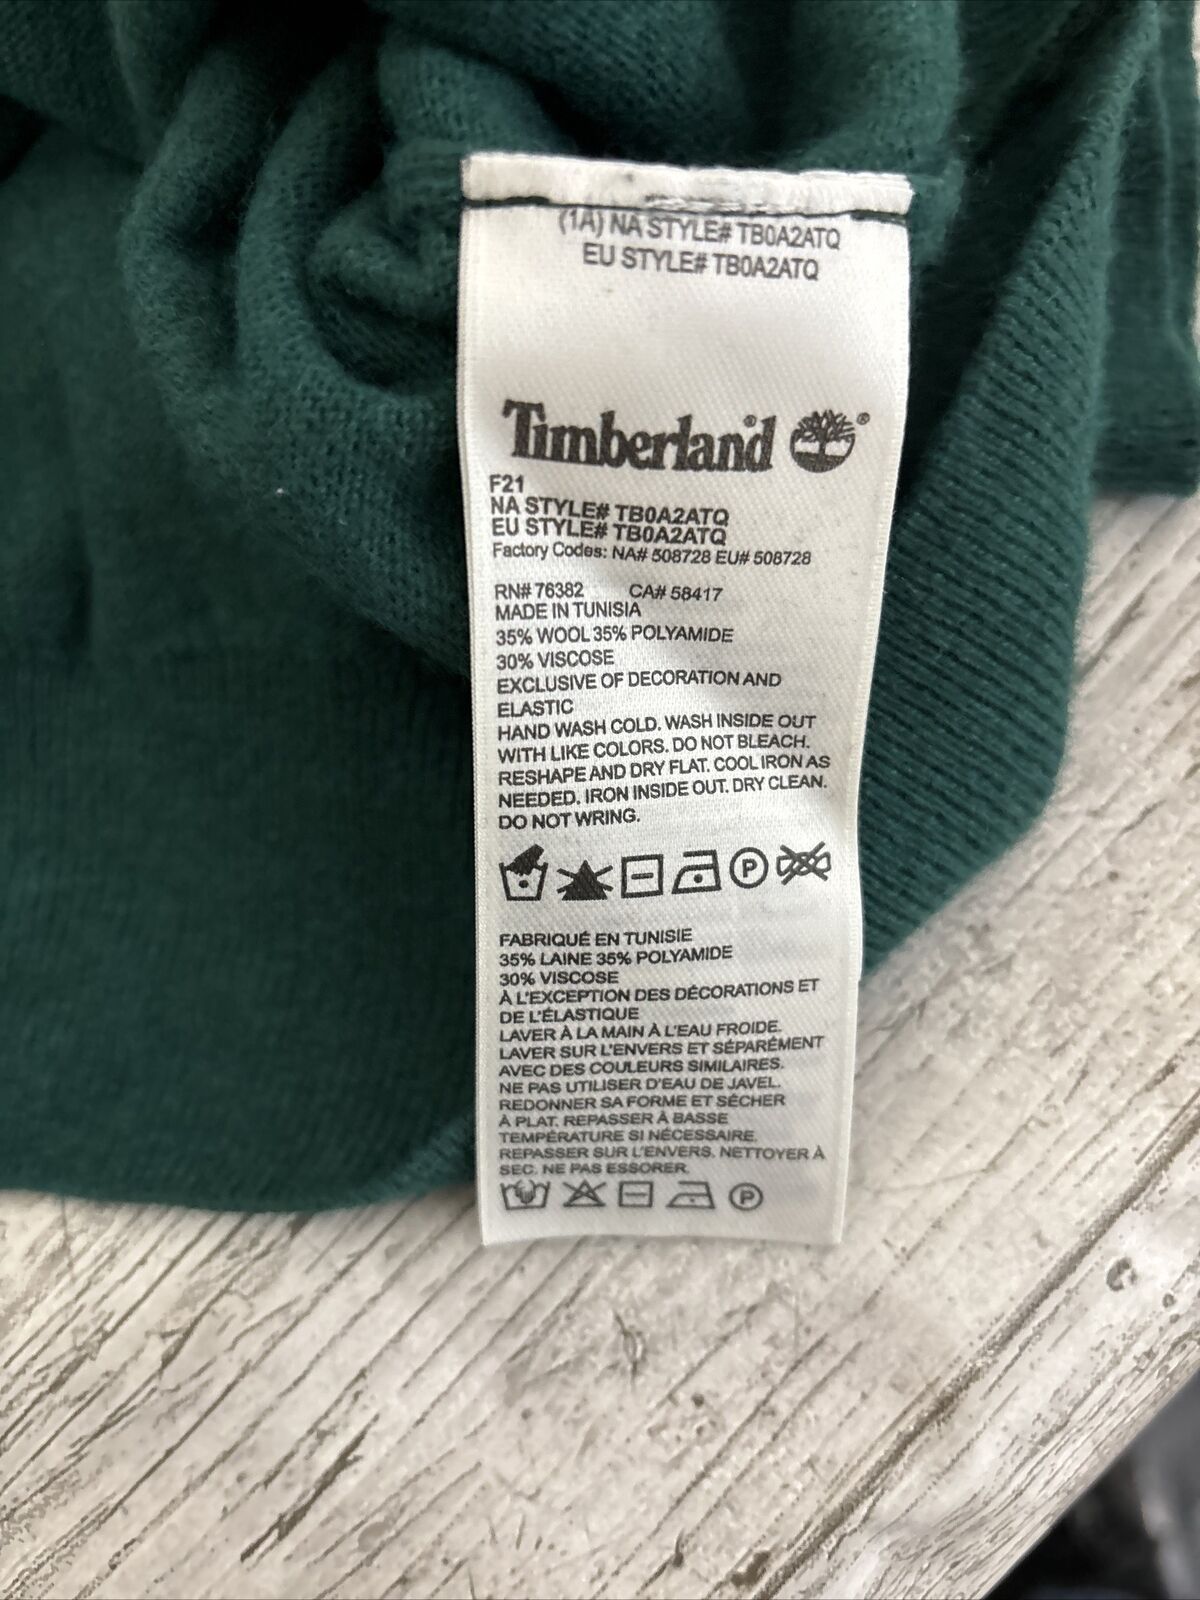 (1A) NA STYLE# TB0A2ATQ
EU STYLE# TB0A2ATQ
Timberland® ®
F21
NA STYLE# TB0A2ATQ
EU STYLE# TB0A2ATQ
Factory Codes: NA# 508728 EU# 508728
RN# 76382 CA# 58417
MADE IN TUNISIA
35% WOOL 35% POLYAMIDE
30% VISCOSE
EXCLUSIVE OF DECORATION AND
ELASTIC
HAND WASH COLD. WASH INSIDE OUT
WITH LIKE COLORS. DO NOT BLEACH.
RESHAPE AND DRY FLAT. COOL IRON AS
NEEDED. IRON INSIDE OUT. DRY CLEAN.
DO NOT WRING.
P
FABRIQUÉ EN TUNISIE
35% LAINE 35% POLYAMIDE
30% VISCOSE
À L'EXCEPTION DES DÉCORATIONS ET
DE L'ÉLASTIQUE
LAVER À LA MAIN À L'EAU FROIDE.
LAVER SUR L'ENVERS ET SÉPARÉMENT
AVEC DES COULEURS SIMILAIRES.
NE PAS UTILISER D'EAU DE JAVEL.
REDONNER SA FORME ET SÉCHER
À PLAT. REPASSER À BASSE
TEMPÉRATURE SI NÉCESSAIRE.
REPASSER SUR L'ENVERS. NETTOYER À
SEC. NE PAS ESSORER.
P